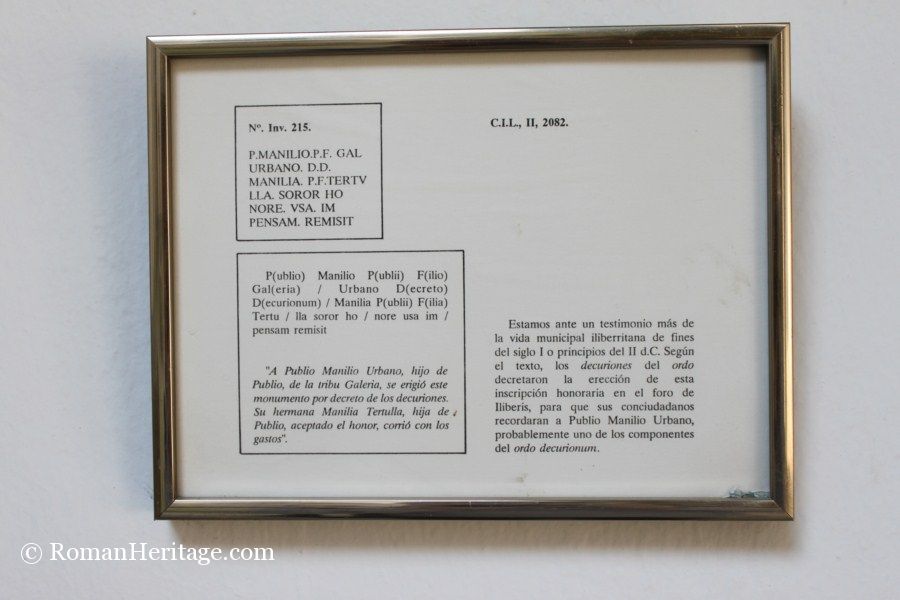 Nº. Inv. 215.
P.MANILIO.P.F. GAL
URBANO. D.D.
MANILIA. P.F.TERTV
LLA. SOROR HO
NORE. VSA. IM
PENSAM. REMISIT
C.I.L., II, 2082.
P(ublio) Manilio P(ublii) F(ilio)
Gal(eria) / Urbano D(ecreto)
D(ecurionum) / Manilia P(ublii) F(ilia)
Tertu / lla soror ho / nore usa im /
pensam remisit
"A Publio Manilio Urbano, hijo de
Publio, de la tribu Galeria, se erigió este
monumento por decreto de los decuriones.
Su hermana Manilia Tertulla, hija de
Publio, aceptado el honor, corrió con los
gastos".
Estamos ante un testimonio más de
la vida municipal iliberritana de fines
del siglo I o principios del II d.C. Según
el texto, los decuriones del ordo
decretaron la erección de esta
inscripción honoraria en el foro de
Iliberis, para que sus conciudadanos
recordaran a Publio Manilio Urbano,
probablemente uno de los componentes
del ordo decurionum.
© RomanHeritage.com